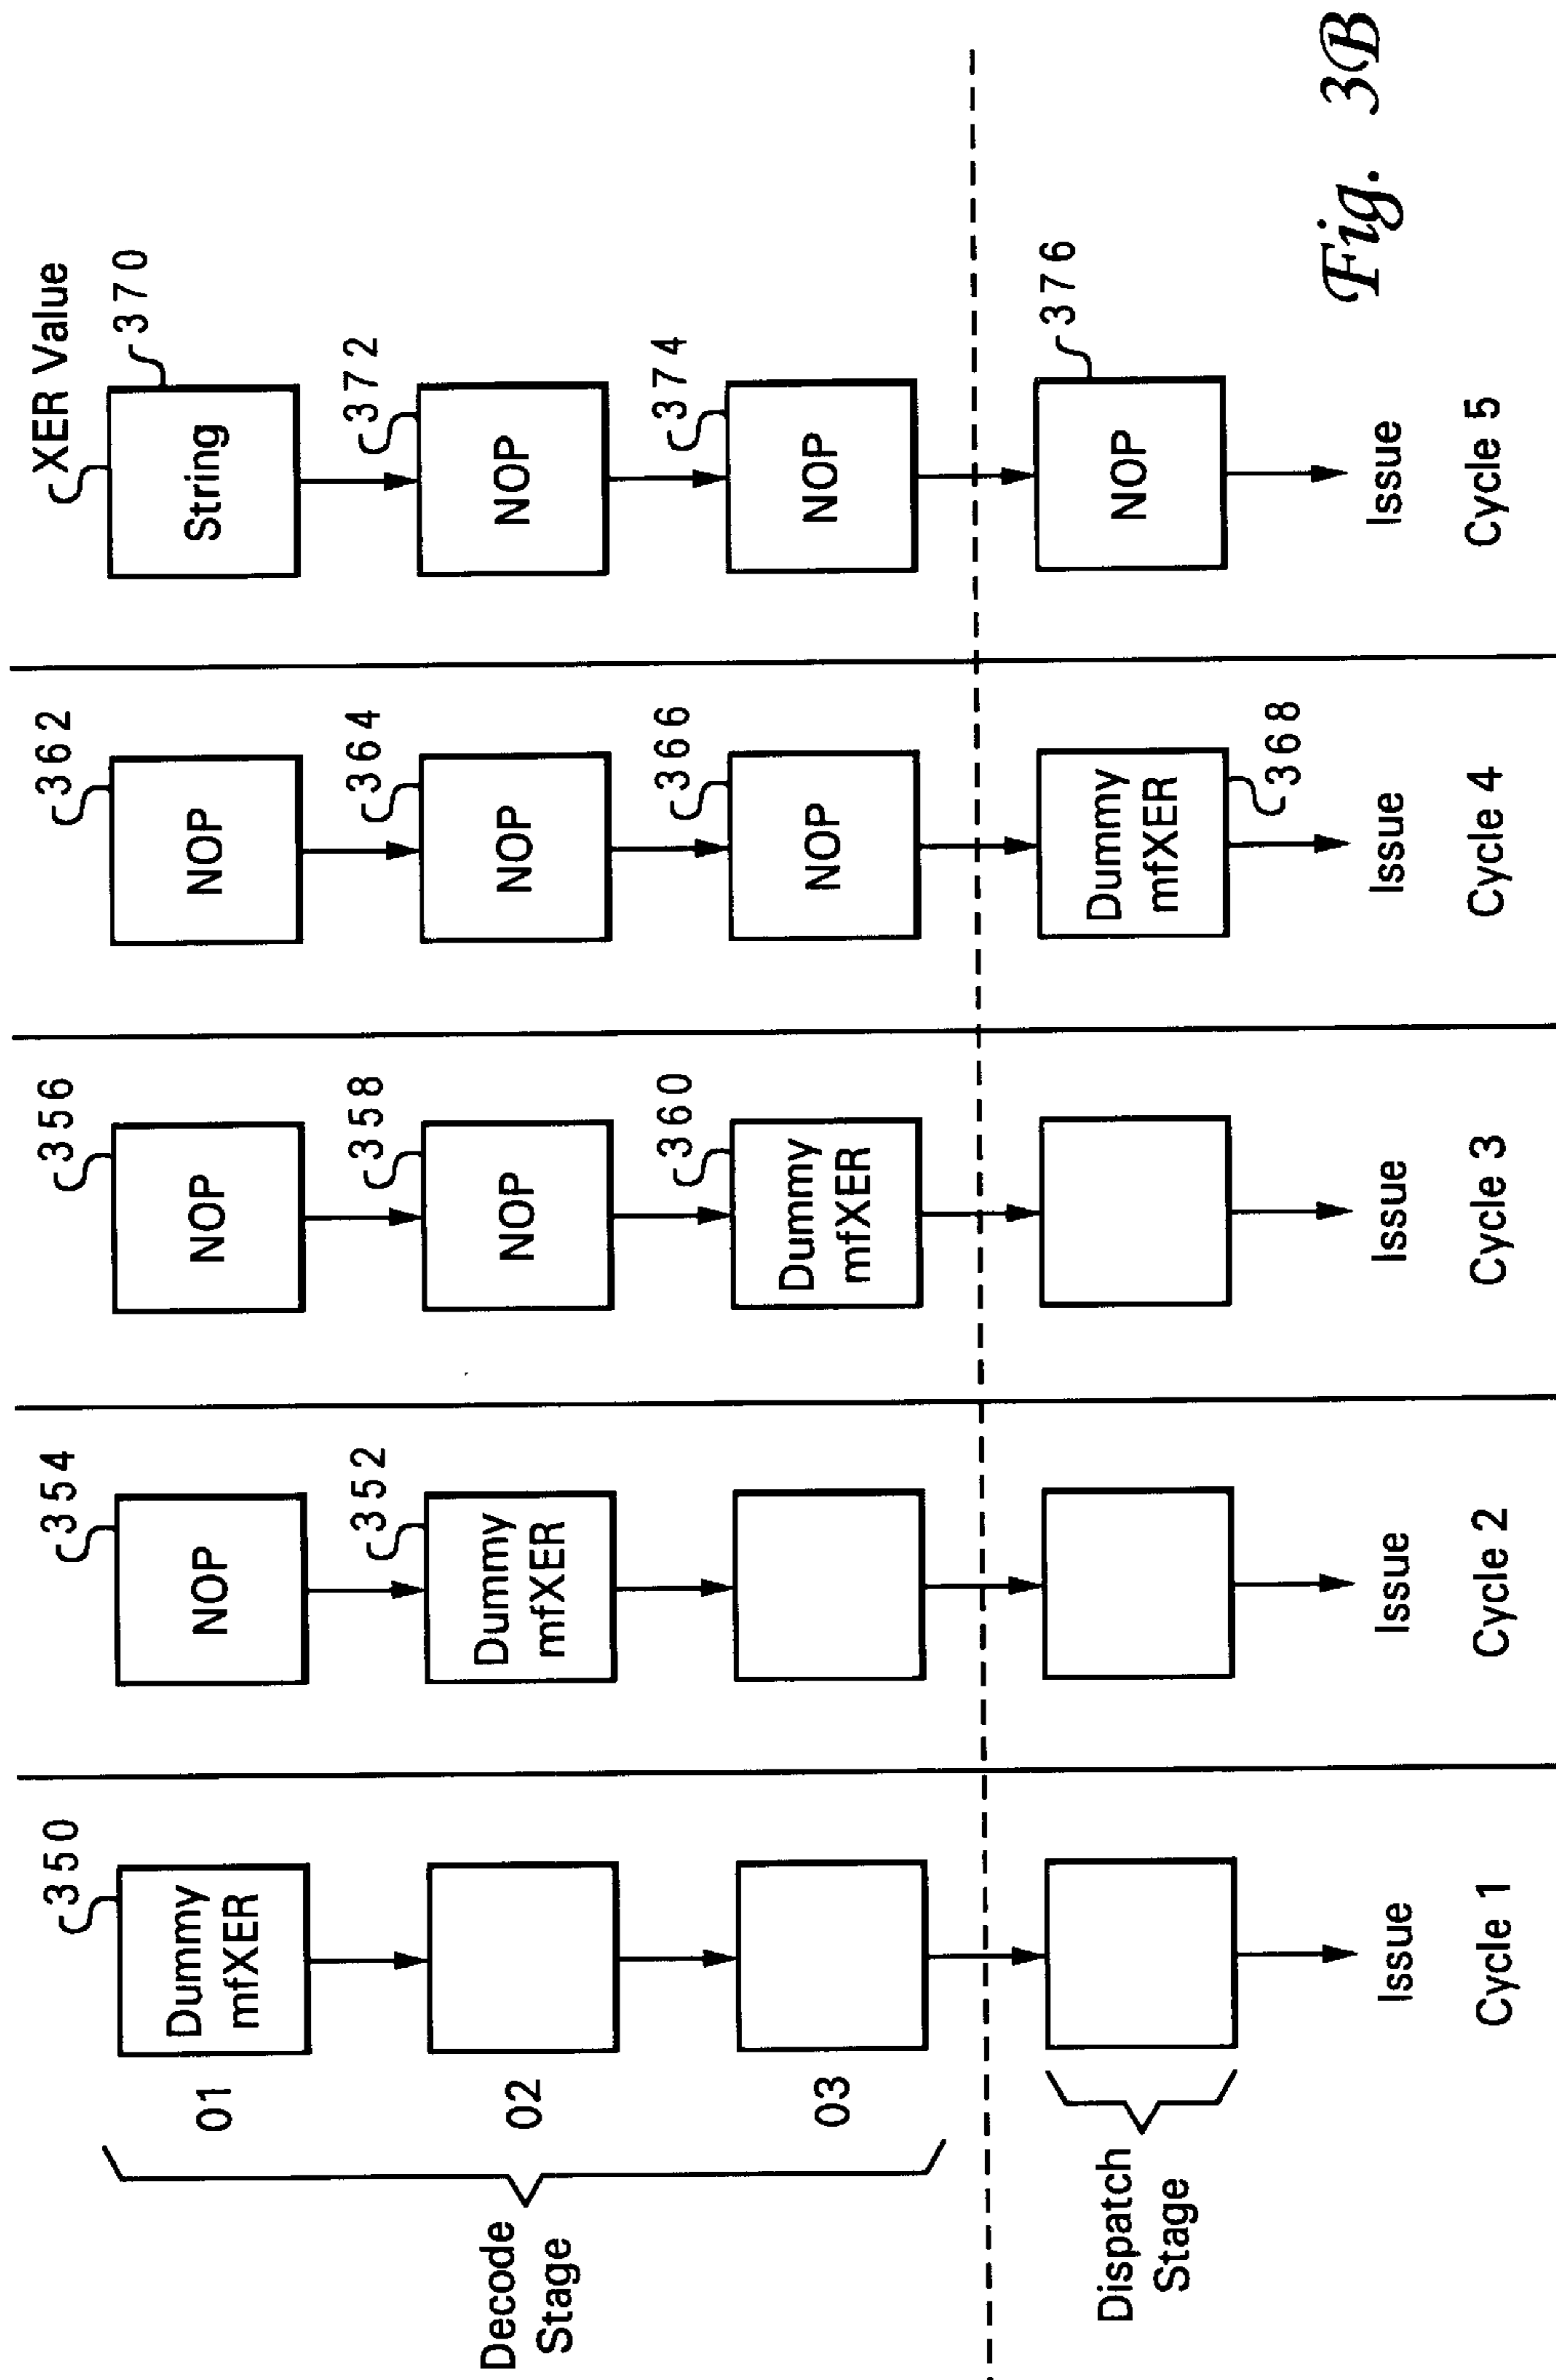 Decode
Stage
Dispatch
Stage
01
02
03
350
Dummy
mfXER
Issue
Cycle 1
354
NOP
352
Dummy
mfXER
Issue
Cycle 2
356
NOP
358
NOP
360
Dummy
mfXER
Issue
Cycle 3
362
NOP
364
NOP
366
NOP
Dummy
mfXER
368
Issue
Cycle 4
XER Value
370
String
372
NOP
374
NOP
376
NOP
Issue
Cycle 5
Fig. 3B